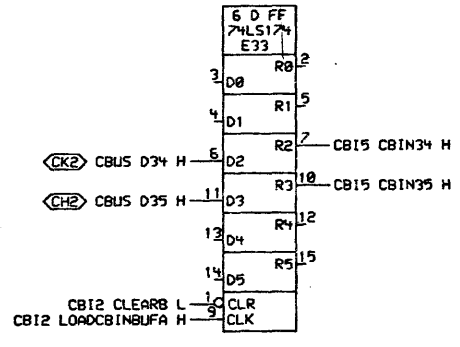 6 D FF
74LS174
E33
R0 2
3 D0
R1 5
4 D1
R2 7 CBI5 CBIN34 H
CK2 CBUS D34 H 6 D2
R3 10 CBI5 CBIN35 H
CH2 CBUS D35 H 11 D3
R4 12
13 D4
R5 15
14 D5
CBI2 CLEARB L 1 CLR
CBI2 LOADCBINBUFA H 9 CLK